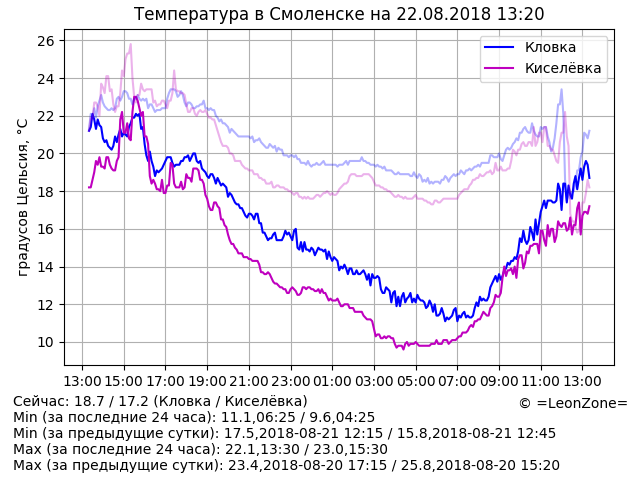 Температура в Смоленске на 22.08.2018 13:20
Кловка
Киселёвка
градусов Цельсия, °C
26
24
22
20
18
16
14
12
10
13:00 15:00 17:00 19:00 21:00 23:00 01:00 03:00 05:00 07:00 09:00 11:00 13:00
Сейчас: 18.7 / 17.2 (Кловка / Киселёвка)
© =LeonZone=
Min (за последние 24 часа): 11.1,06:25 / 9.6,04:25
Min (за предыдущие сутки): 17.5,2018-08-21 12:15 / 15.8,2018-08-21 12:45
Max (за последние 24 часа): 22.1,13:30 / 23.0,15:30
Max (за предыдущие сутки): 23.4,2018-08-20 17:15 / 25.8,2018-08-20 15:20